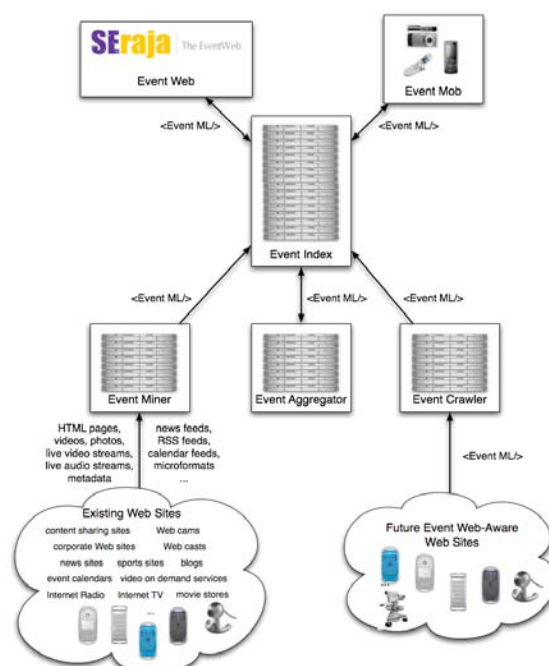 SEraja | The EventWeb
Event Web
Event Mob
<Event ML/>
<Event ML/>
Event Index
<Event ML/>
<Event ML/>
<Event ML/>
Event Miner
Event Aggregator
Event Crawler
HTML pages,
videos, photos,
live video streams,
live audio streams,
metadata
news feeds,
RSS feeds,
calendar feeds,
microformats
...
<Event ML/>
Existing Web Sites
content sharing sites Web cams
corporate Web sites Web casts
news sites sports sites blogs
event calendars video on demand services
Internet Radio Internet TV movie stores
Future Event Web-Aware
Web Sites